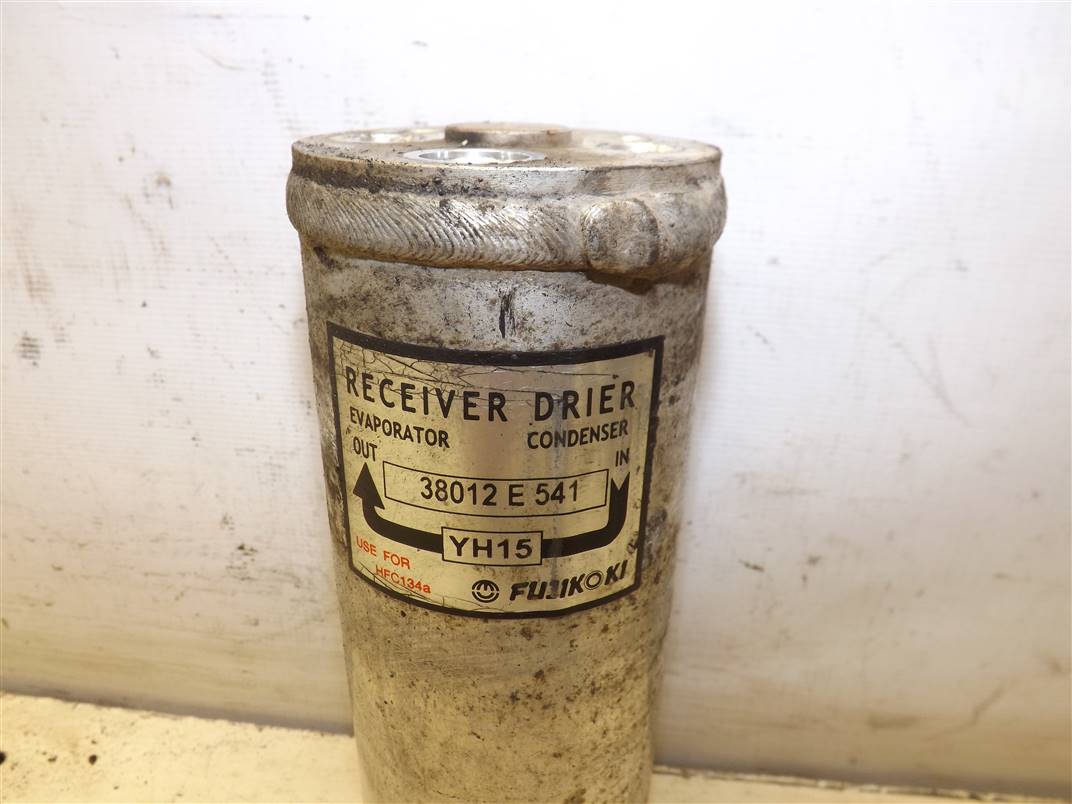 RECEIVER DRIER
EVAPORATOR CONDENSER
OUT IN
38012 E 541
YH15
USE FOR
HFC134a
FUJIKOKI